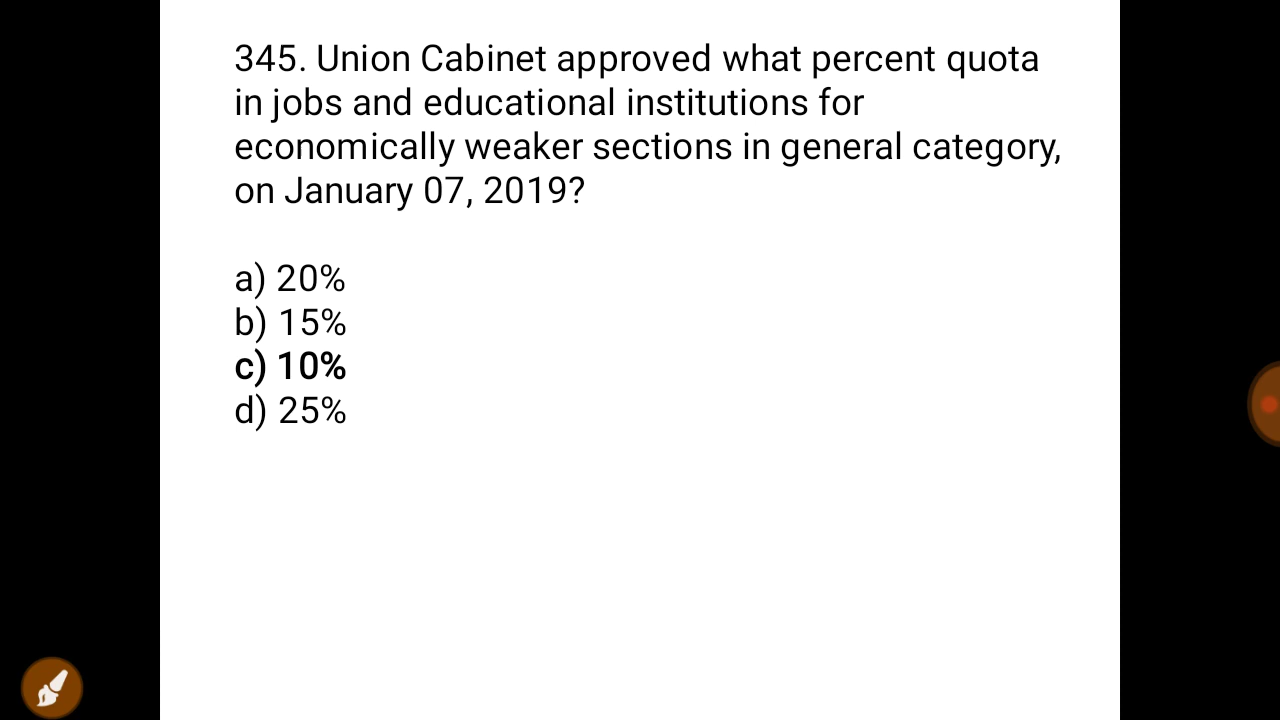 345. Union Cabinet approved what percent quota
in jobs and educational institutions for
economically weaker sections in general category,
on January 07, 2019?
a) 20%
b) 15%
c) 10%
d) 25%